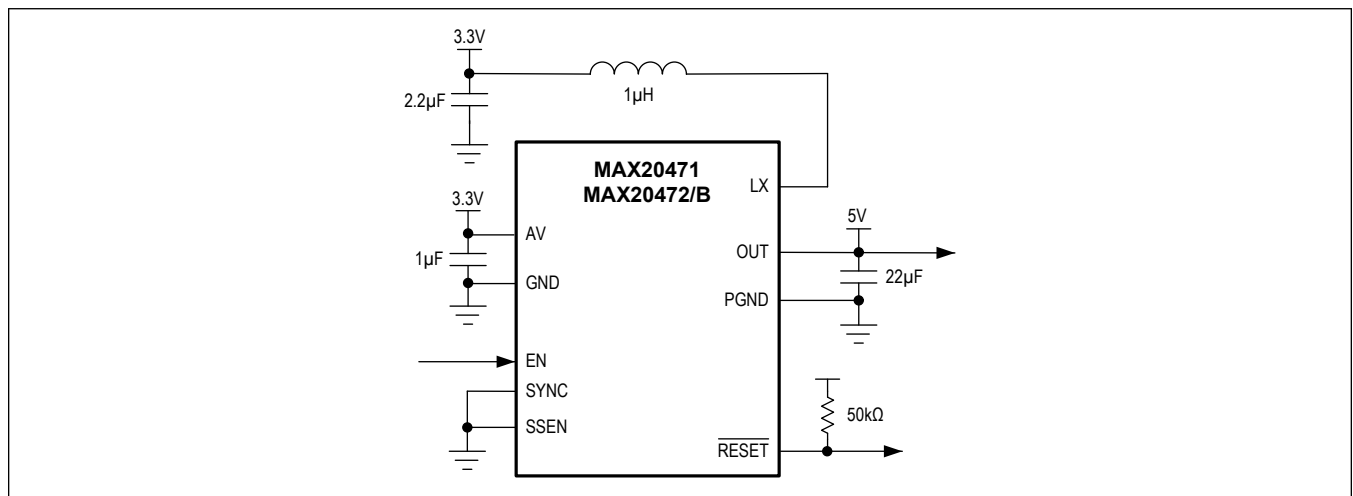 3.3V
2.2µF
1µH
MAX20471
MAX20472/B
LX
3.3V
AV
1µF
GND
5V
OUT
22µF
PGND
EN
SYNC
SSEN
50kΩ
RESET